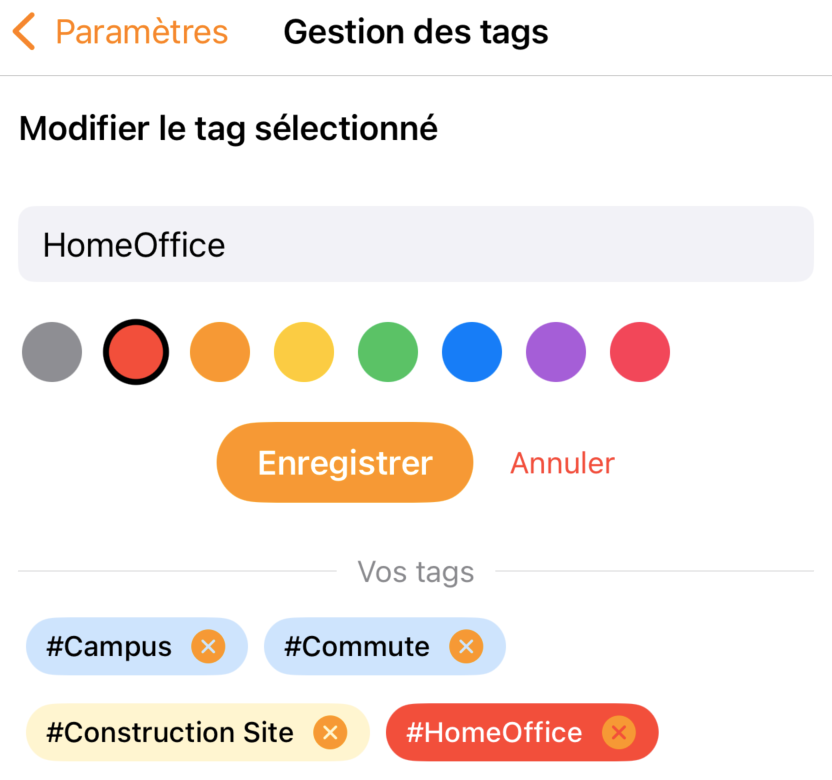 Paramètres Gestion des tags
Modifier le tag sélectionné
HomeOffice
Enregistrer Annuler
Vos tags
#Campus #Commute
#Construction Site #HomeOffice